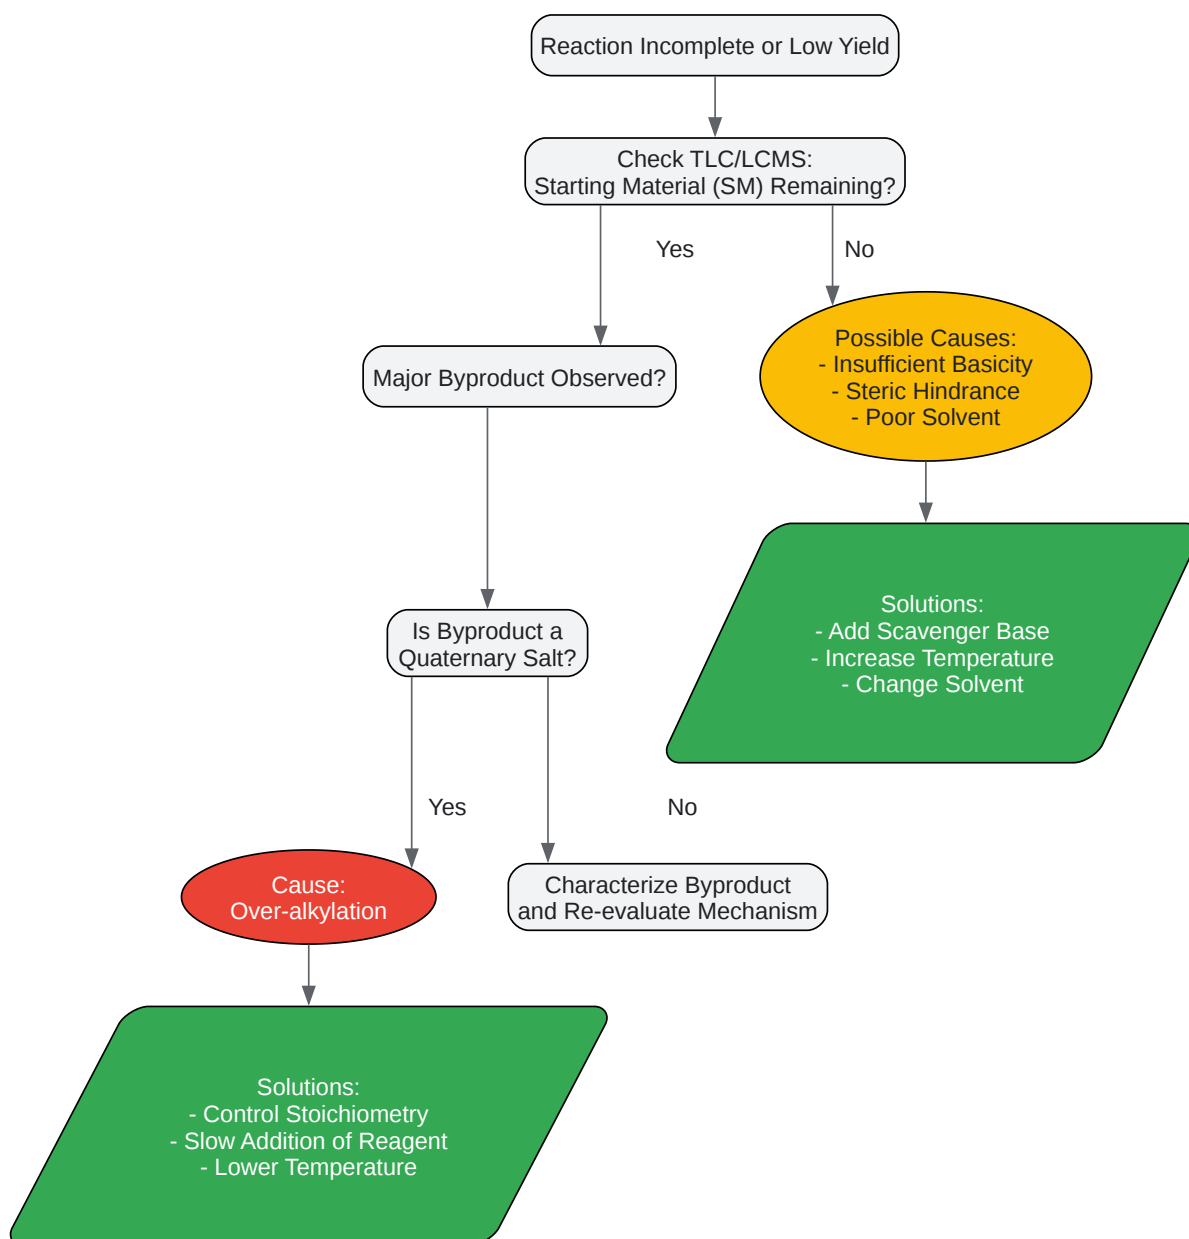 Reaction Incomplete or Low Yield
Check TLC/LCMS:
Starting Material (SM) Remaining?
Yes
No
Possible Causes:
- Insufficient Basicity
- Steric Hindrance
- Poor Solvent
Major Byproduct Observed?
Solutions:
- Add Scavenger Base
- Increase Temperature
- Change Solvent
Is Byproduct a
Quaternary Salt?
Yes
No
Cause:
Over-alkylation
Characterize Byproduct
and Re-evaluate Mechanism
Solutions:
- Control Stoichiometry
- Slow Addition of Reagent
- Lower Temperature